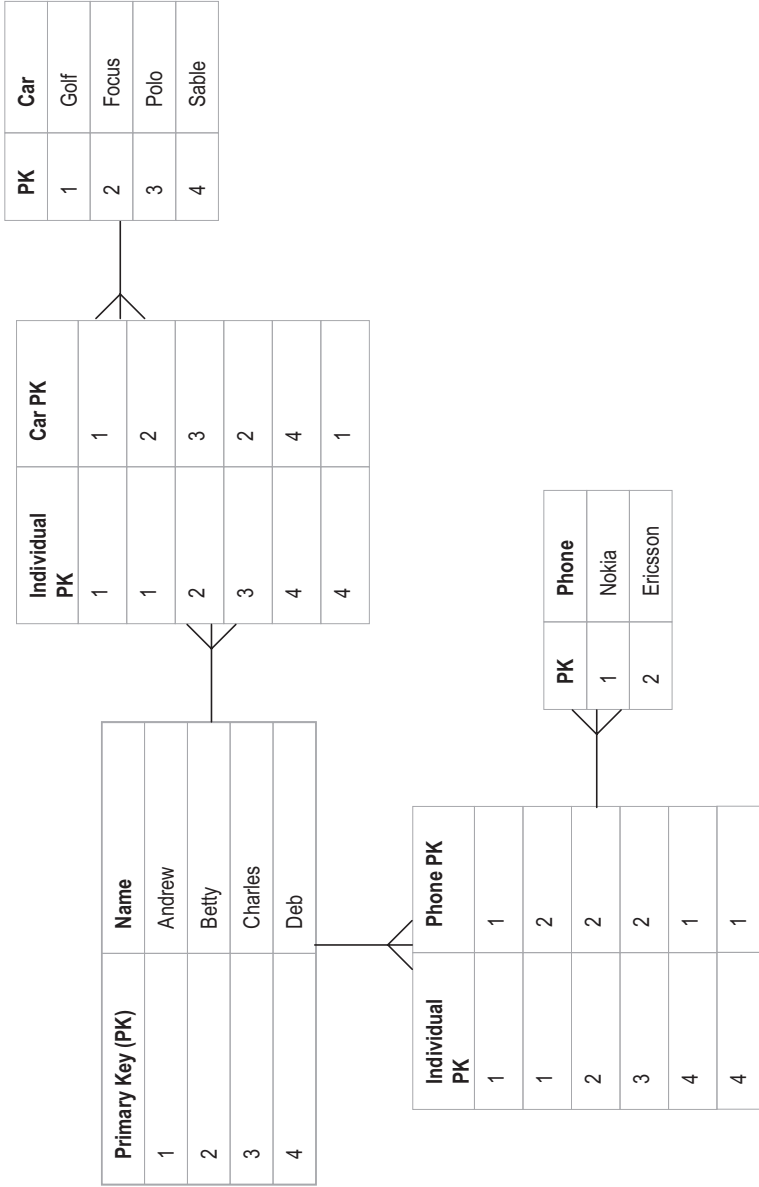 Primary Key (PK) Name
1 Andrew
2 Betty
3 Charles
4 Deb
Individual
PK Car PK
1 1
1 2
2 3
3 2
4 4
4 1
PK Car
1 Golf
2 Focus
3 Polo
4 Sable
Individual
PK Phone PK
1 1
1 2
2 2
3 2
4 1
4 1
PK Phone
1 Nokia
2 Ericsson